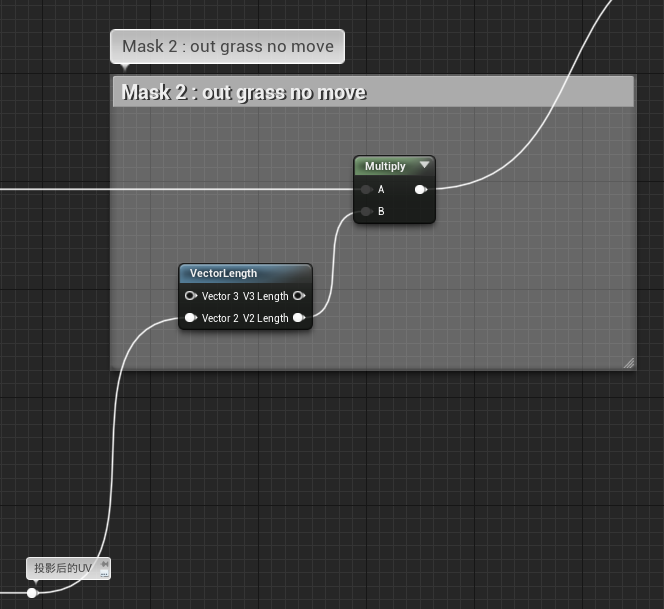 Mask 2 : out grass no move
Mask 2 : out grass no move
Multiply
A
B
VectorLength
Vector 3 V3 Length
Vector 2 V2 Length
投影后的UV